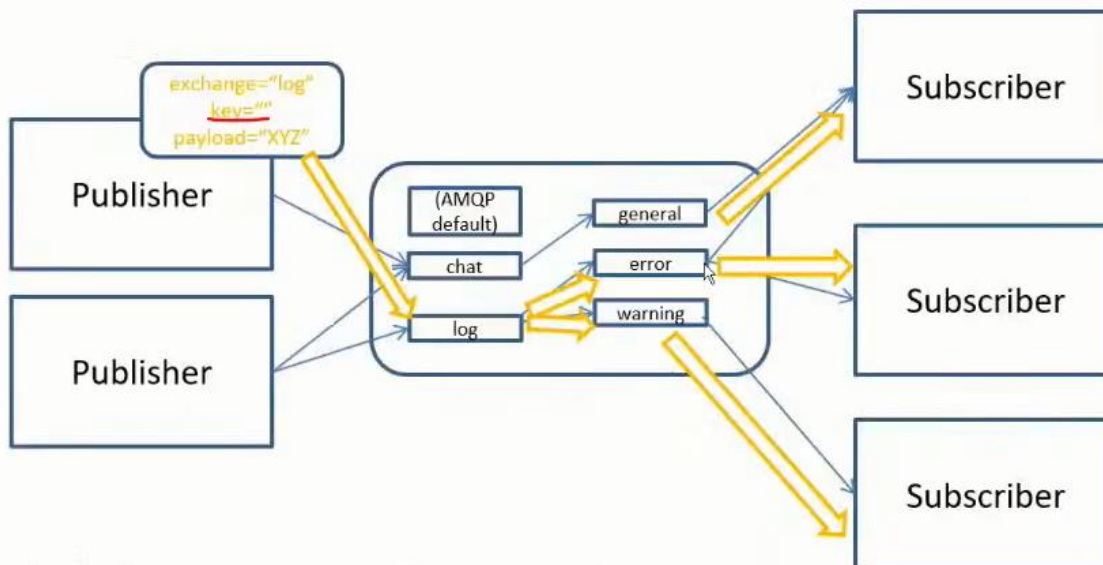 exchange="log"
key=""
payload="XYZ"
Publisher
Publisher
(AMQP
default)
chat
log
general
error
warning
Subscriber
Subscriber
Subscriber